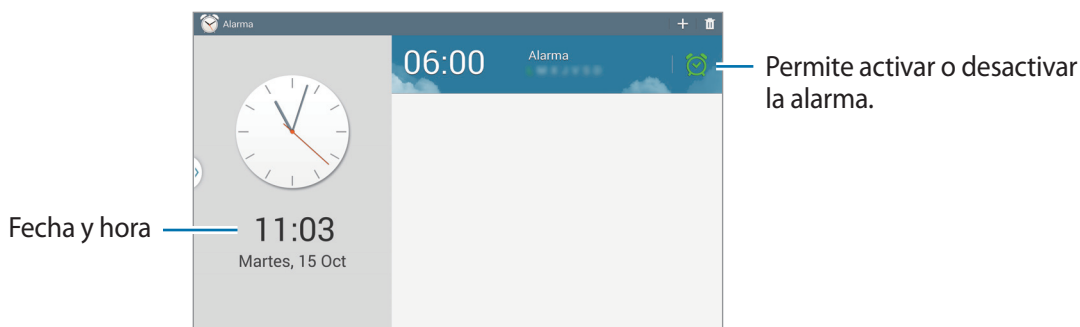 Alarma
06:00
Alarma
Permite activar o desactivar
la alarma.
Fecha y hora
11:03
Martes, 15 Oct